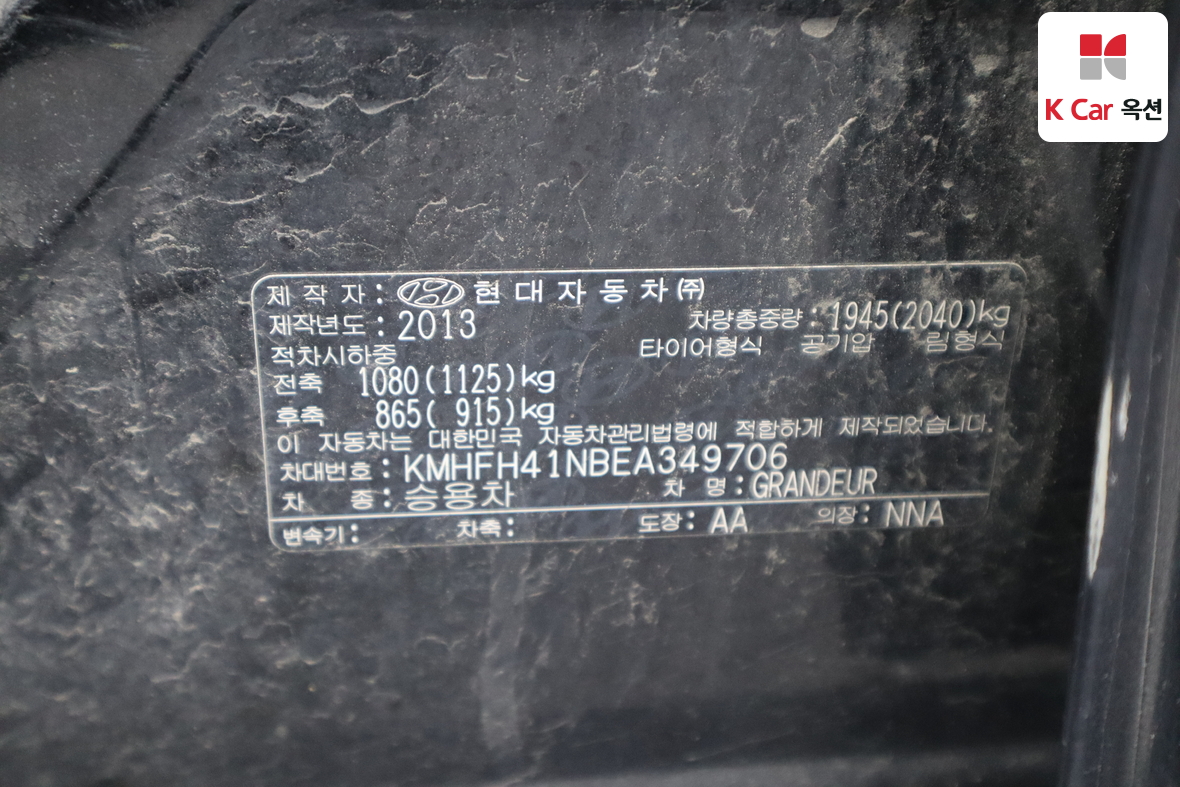 K Car 옥션
제 작 자 : 현 대 자 동 차 ㈜
제작년도 : 2013 차량총중량 : 1945(2040)kg
적차시하중 타이어형식 공기압 림형식
전축 1080(1125)kg
후축 865( 915)kg
이 자동차는 대한민국 자동차관리법령에 적합하게 제작되었습니다.
차대번호 : KMHFH41NBEA349706
차 종 : 승용차 차 명 : GRANDEUR
변속기 : 차축 : 도장 : AA 의장 : NNA